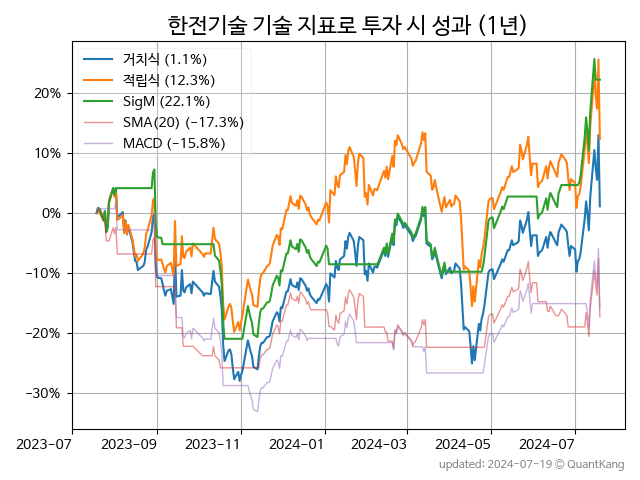 한전기술 기술 지표로 투자 시 성과 (1년)
거치식 (1.1%)
적립식 (12.3%)
SigM (22.1%)
SMA(20) (−17.3%)
MACD (−15.8%)
20%
10%
0%
−10%
−20%
−30%
2023-07 2023-09 2023-11 2024-01 2024-03 2024-05 2024-07
updated: 2024-07-19 © QuantKang